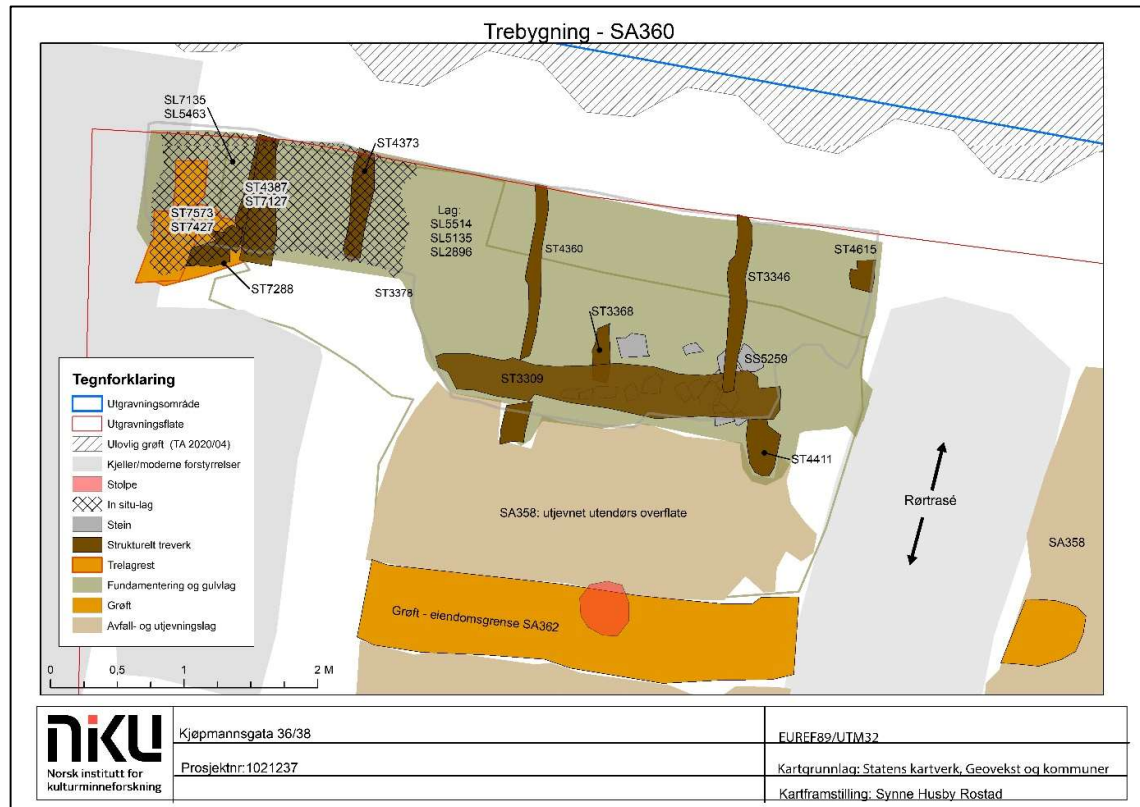 Trebygning - SA360
SL7135
SL5463
ST4373
ST4387
ST7127
ST7573
ST7427
Lag:
SL5514
SL5135
SL2896
ST4360
ST4615
ST3346
ST7288
ST3378
ST3368
SS5259
ST3309
ST4411
Rørtrasé
SA358: utjevnet utendørs overflate
SA358
Grøft - eiendomsgrense SA362
Tegnforklaring
Utgravningsområde
Utgravningsflate
Ulovlig grøft (TA 2020/04)
Kjeller/moderne forstyrrelser
Stolpe
In situ-lag
Stein
Strukturelt treverk
Trelagrest
Fundamentering og gulvlag
Grøft
Avfall- og utjevningslag
0 0,5 1 2 M
NIKU
Norsk institutt for
kulturminneforskning
Kjøpmannsgata 36/38
Prosjektnr:1021237
EUREF89/UTM32
Kartgrunnlag: Statens kartverk, Geovekst og kommuner
Kartframstilling: Synne Husby Rostad